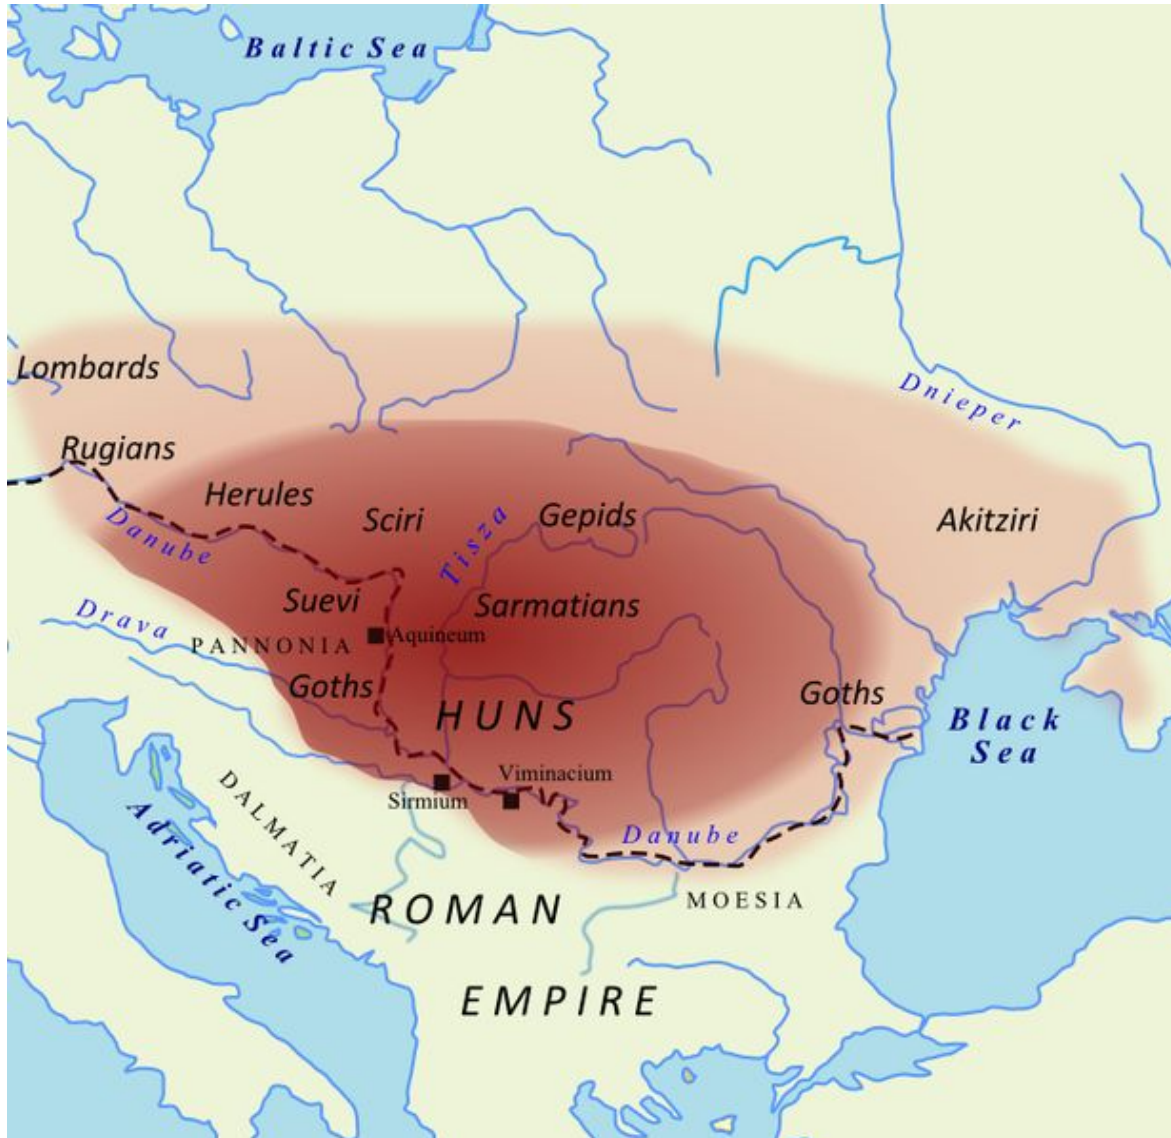 Baltic Sea
Lombards
Dnieper
Rugians
Herules
Sciri
Tisza
Gepids
Akitziri
Danube
Suevi
Sarmatians
Drava
PANNONIA
Aquineum
Goths
HUNS
Goths
Black
Sea
Viminacium
Sirmium
DALMATIA
Adriatic Sea
Danube
ROMAN
MOESIA
EMPIRE